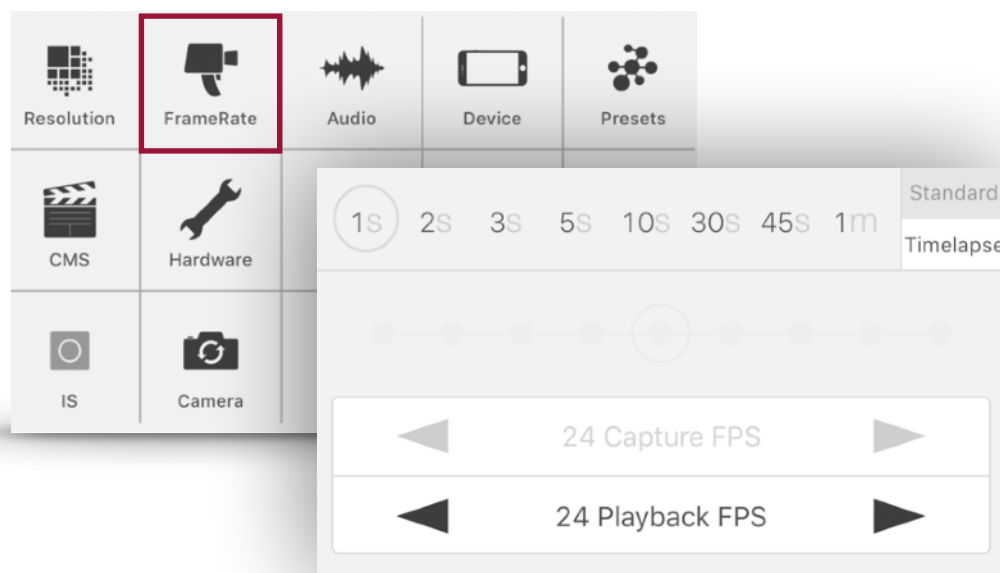 Resolution FrameRate Audio Device Presets
CMS Hardware
IS Camera
1s 2s 3s 5s 10s 30s 45s 1m
Standard
Timelapse
24 Capture FPS
24 Playback FPS